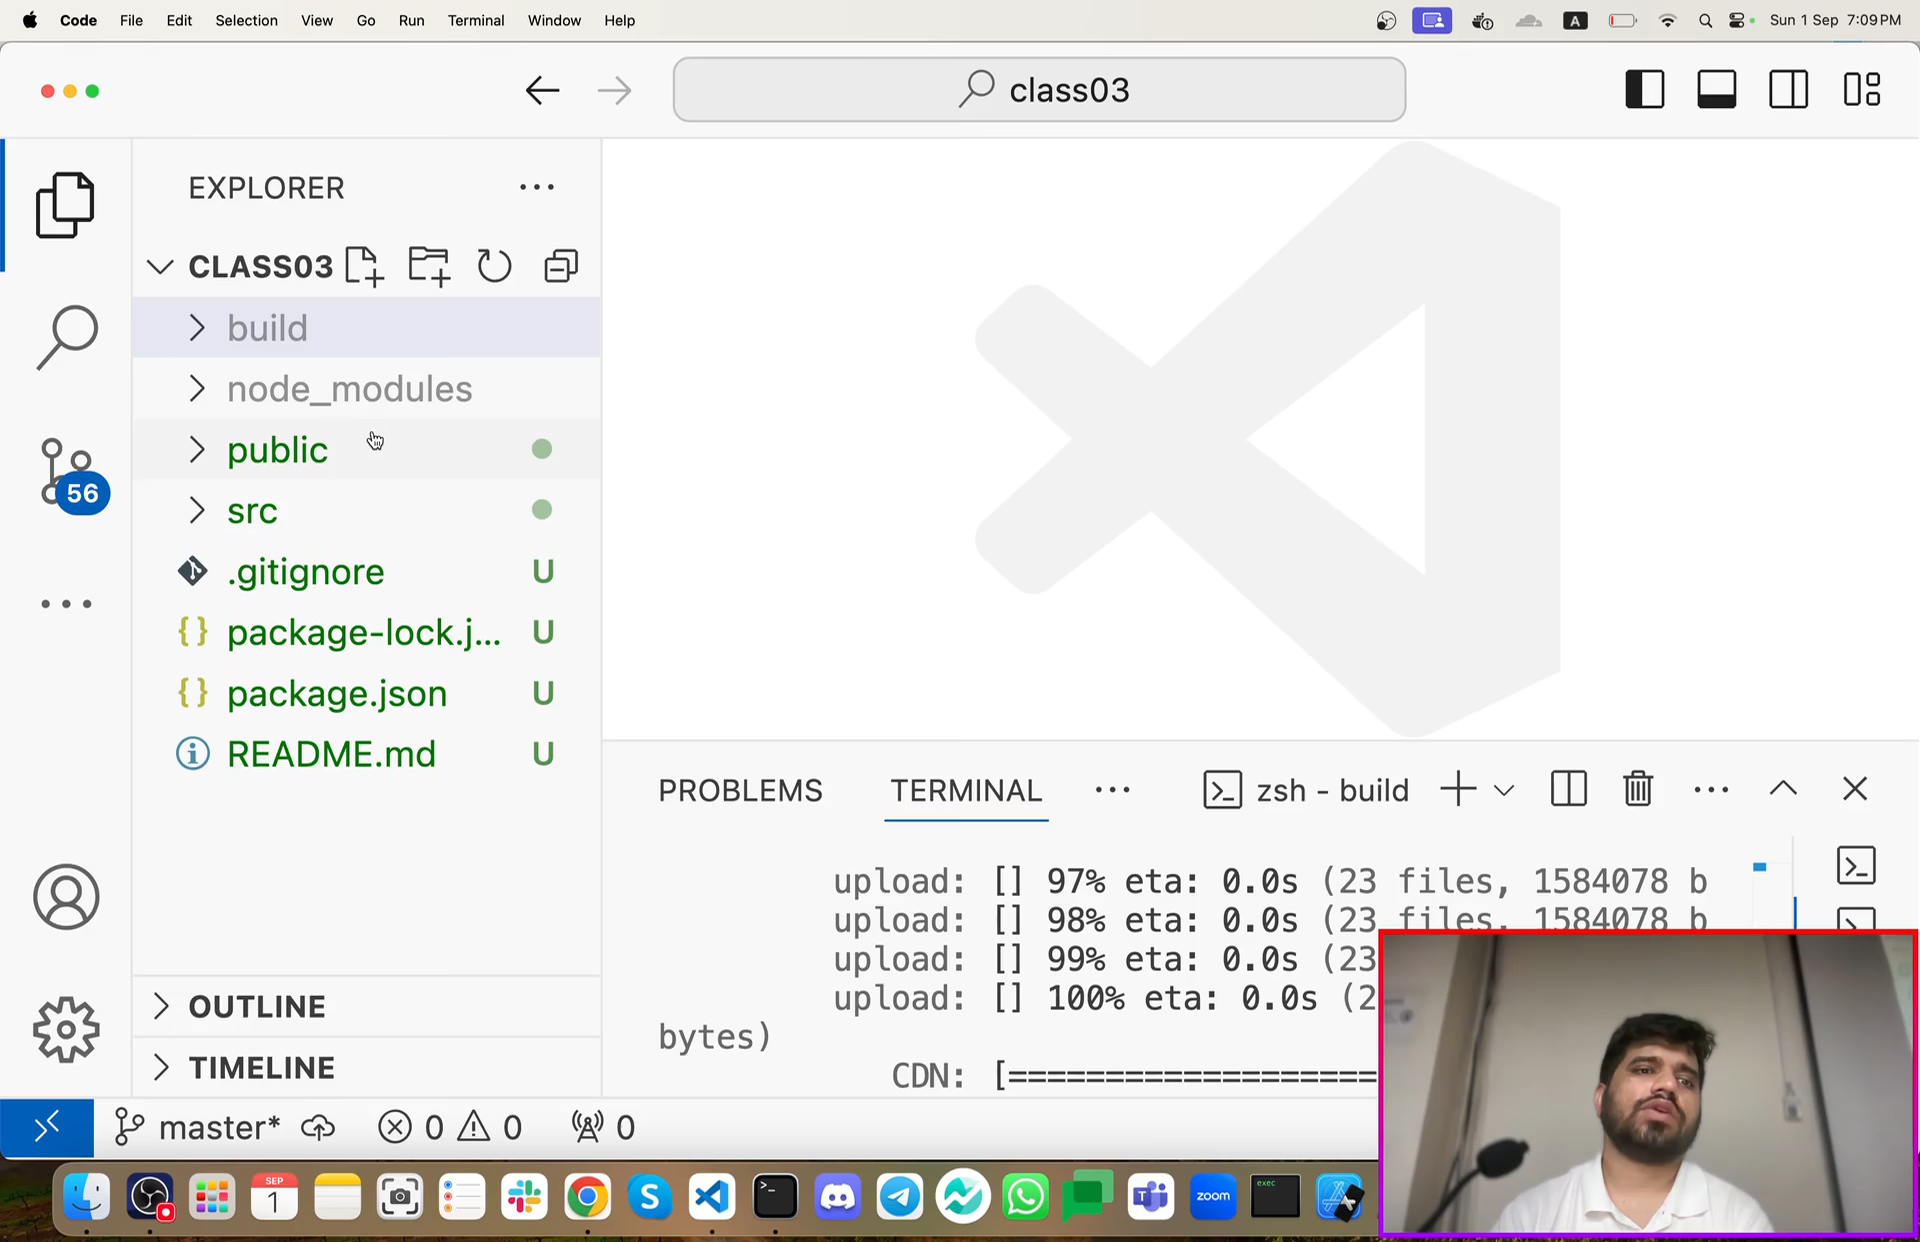 Code File Edit Selection View Go Run Terminal Window Help A Sun 1 Sep 7:09 PM
class03
EXPLORER
CLASS03
build
node_modules
public
src
.gitignore U
package-lock.j... U
package.json U
README.md U
56
OUTLINE
TIMELINE
PROBLEMS TERMINAL zsh - build
upload: [] 97% eta: 0.0s (23 files, 1584078 b
upload: [] 98% eta: 0.0s (23 files, 1584078 b
upload: [] 99% eta: 0.0s (23
upload: [] 100% eta: 0.0s (2
bytes)
CDN: [===================
master* 0 0 0
SEP
1
S
T
zoom
exec